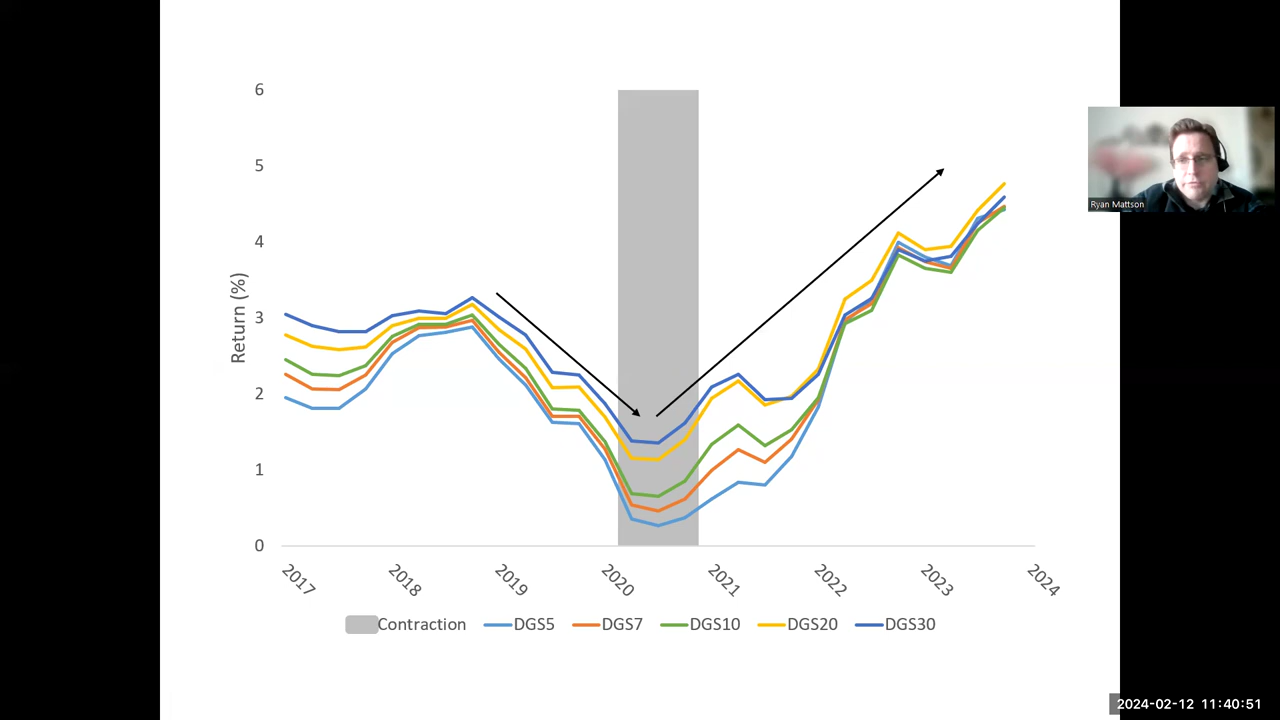 6
5
4
3
2
1
0
Return (%)
2017 2018 2019 2020 2021 2022 2023 2024
Contraction DGS5 DGS7 DGS10 DGS20 DGS30
Ryan Mattson
2024-02-12 11:40:51